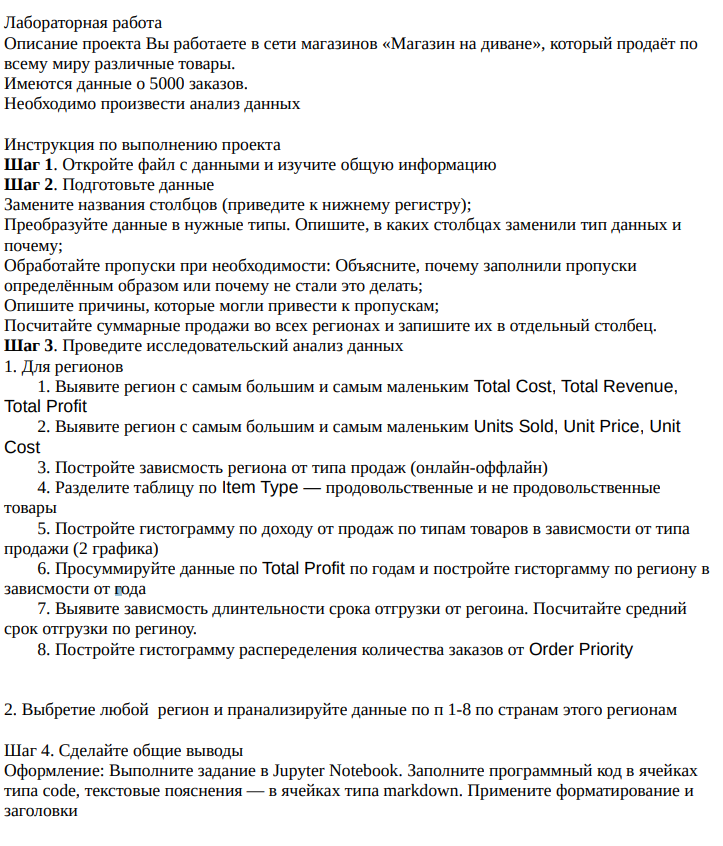 Лабораторная работа
Описание проекта Вы работаете в сети магазинов «Магазин на диване», который продаёт по
всему миру различные товары.
Имеются данные о 5000 заказов.
Необходимо произвести анализ данных
Инструкция по выполнению проекта
Шаг 1. Откройте файл с данными и изучите общую информацию
Шаг 2. Подготовьте данные
Замените названия столбцов (приведите к нижнему регистру);
Преобразуйте данные в нужные типы. Опишите, в каких столбцах заменили тип данных и
почему;
Обработайте пропуски при необходимости: Объясните, почему заполнили пропуски
определённым образом или почему не стали это делать;
Опишите причины, которые могли привести к пропускам;
Посчитайте суммарные продажи во всех регионах и запишите их в отдельный столбец.
Шаг 3. Проведите исследовательский анализ данных
1. Для регионов
1. Выявите регион с самым большим и самым маленьким Total Cost, Total Revenue,
Total Profit
2. Выявите регион с самым большим и самым маленьким Units Sold, Unit Price, Unit
Cost
3. Постройте зависмость региона от типа продаж (онлайн-оффлайн)
4. Разделите таблицу по Item Type — продовольственные и не продовольственные
товары
5. Постройте гистограмму по доходу от продаж по типам товаров в зависмости от типа
продажи (2 графика)
6. Просуммируйте данные по Total Profit по годам и постройте гисторгамму по региону в
зависмости от года
7. Выявите зависмость длинтельности срока отгрузки от регоина. Посчитайте средний
срок отгрузки по региноу.
8. Постройте гистограмму распеределения количества заказов от Order Priority
2. Выбретие любой регион и пранализируйте данные по п 1-8 по странам этого регионам
Шаг 4. Сделайте общие выводы
Оформление: Выполните задание в Jupyter Notebook. Заполните программный код в ячейках
типа code, текстовые пояснения — в ячейках типа markdown. Примените форматирование и
заголовки